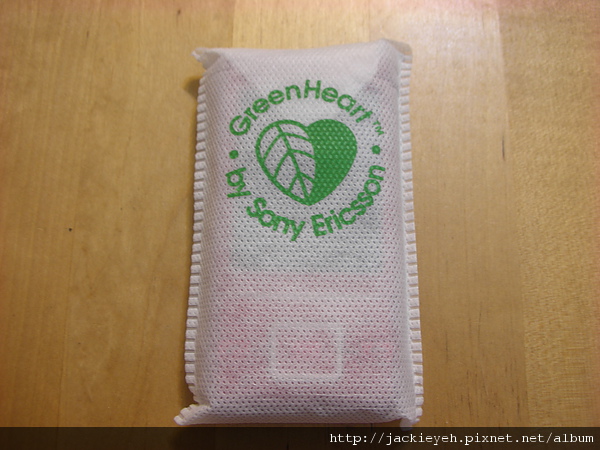 GreenHeart™
by Sony Ericsson
http://jackieyeh.pixnet.net/album